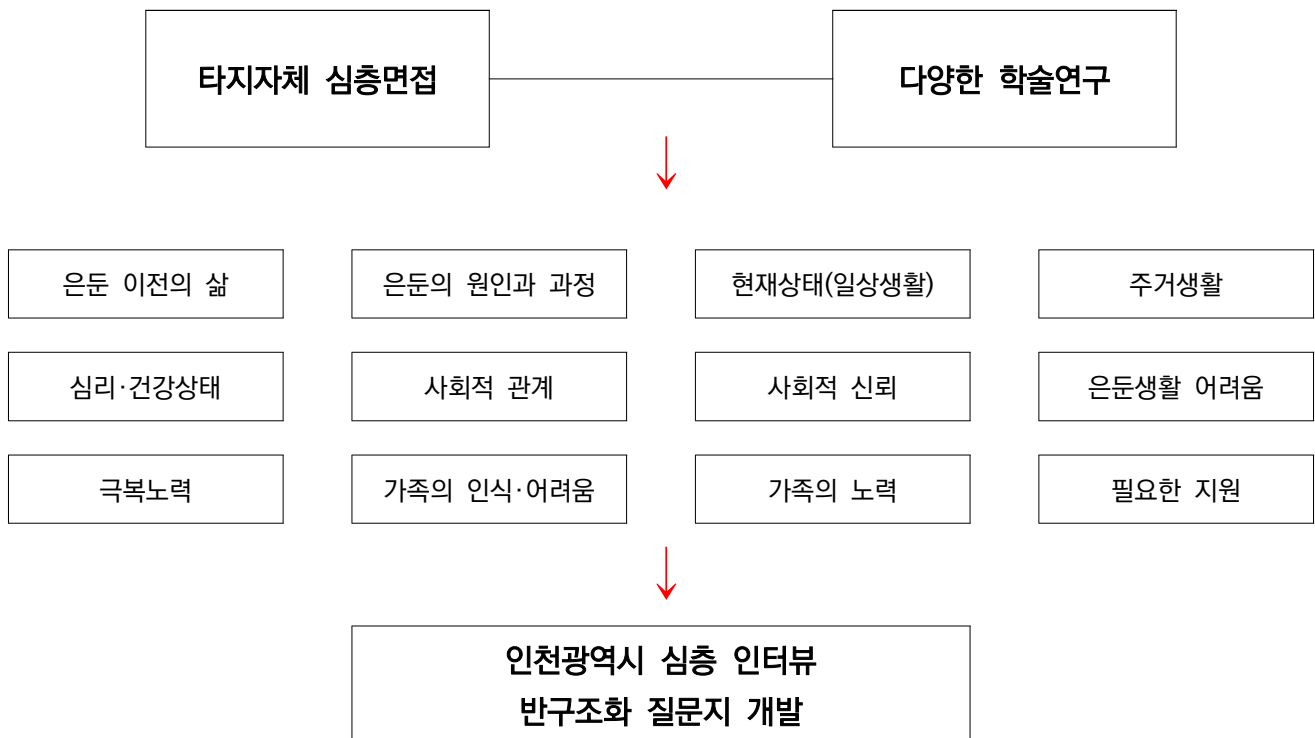 타지자체 심층면접
다양한 학술연구
은둔 이전의 삶
은둔의 원인과 과정
현재상태(일상생활)
주거생활
심리·건강상태
사회적 관계
사회적 신뢰
은둔생활 어려움
극복노력
가족의 인식·어려움
가족의 노력
필요한 지원
인천광역시 심층 인터뷰
반구조화 질문지 개발